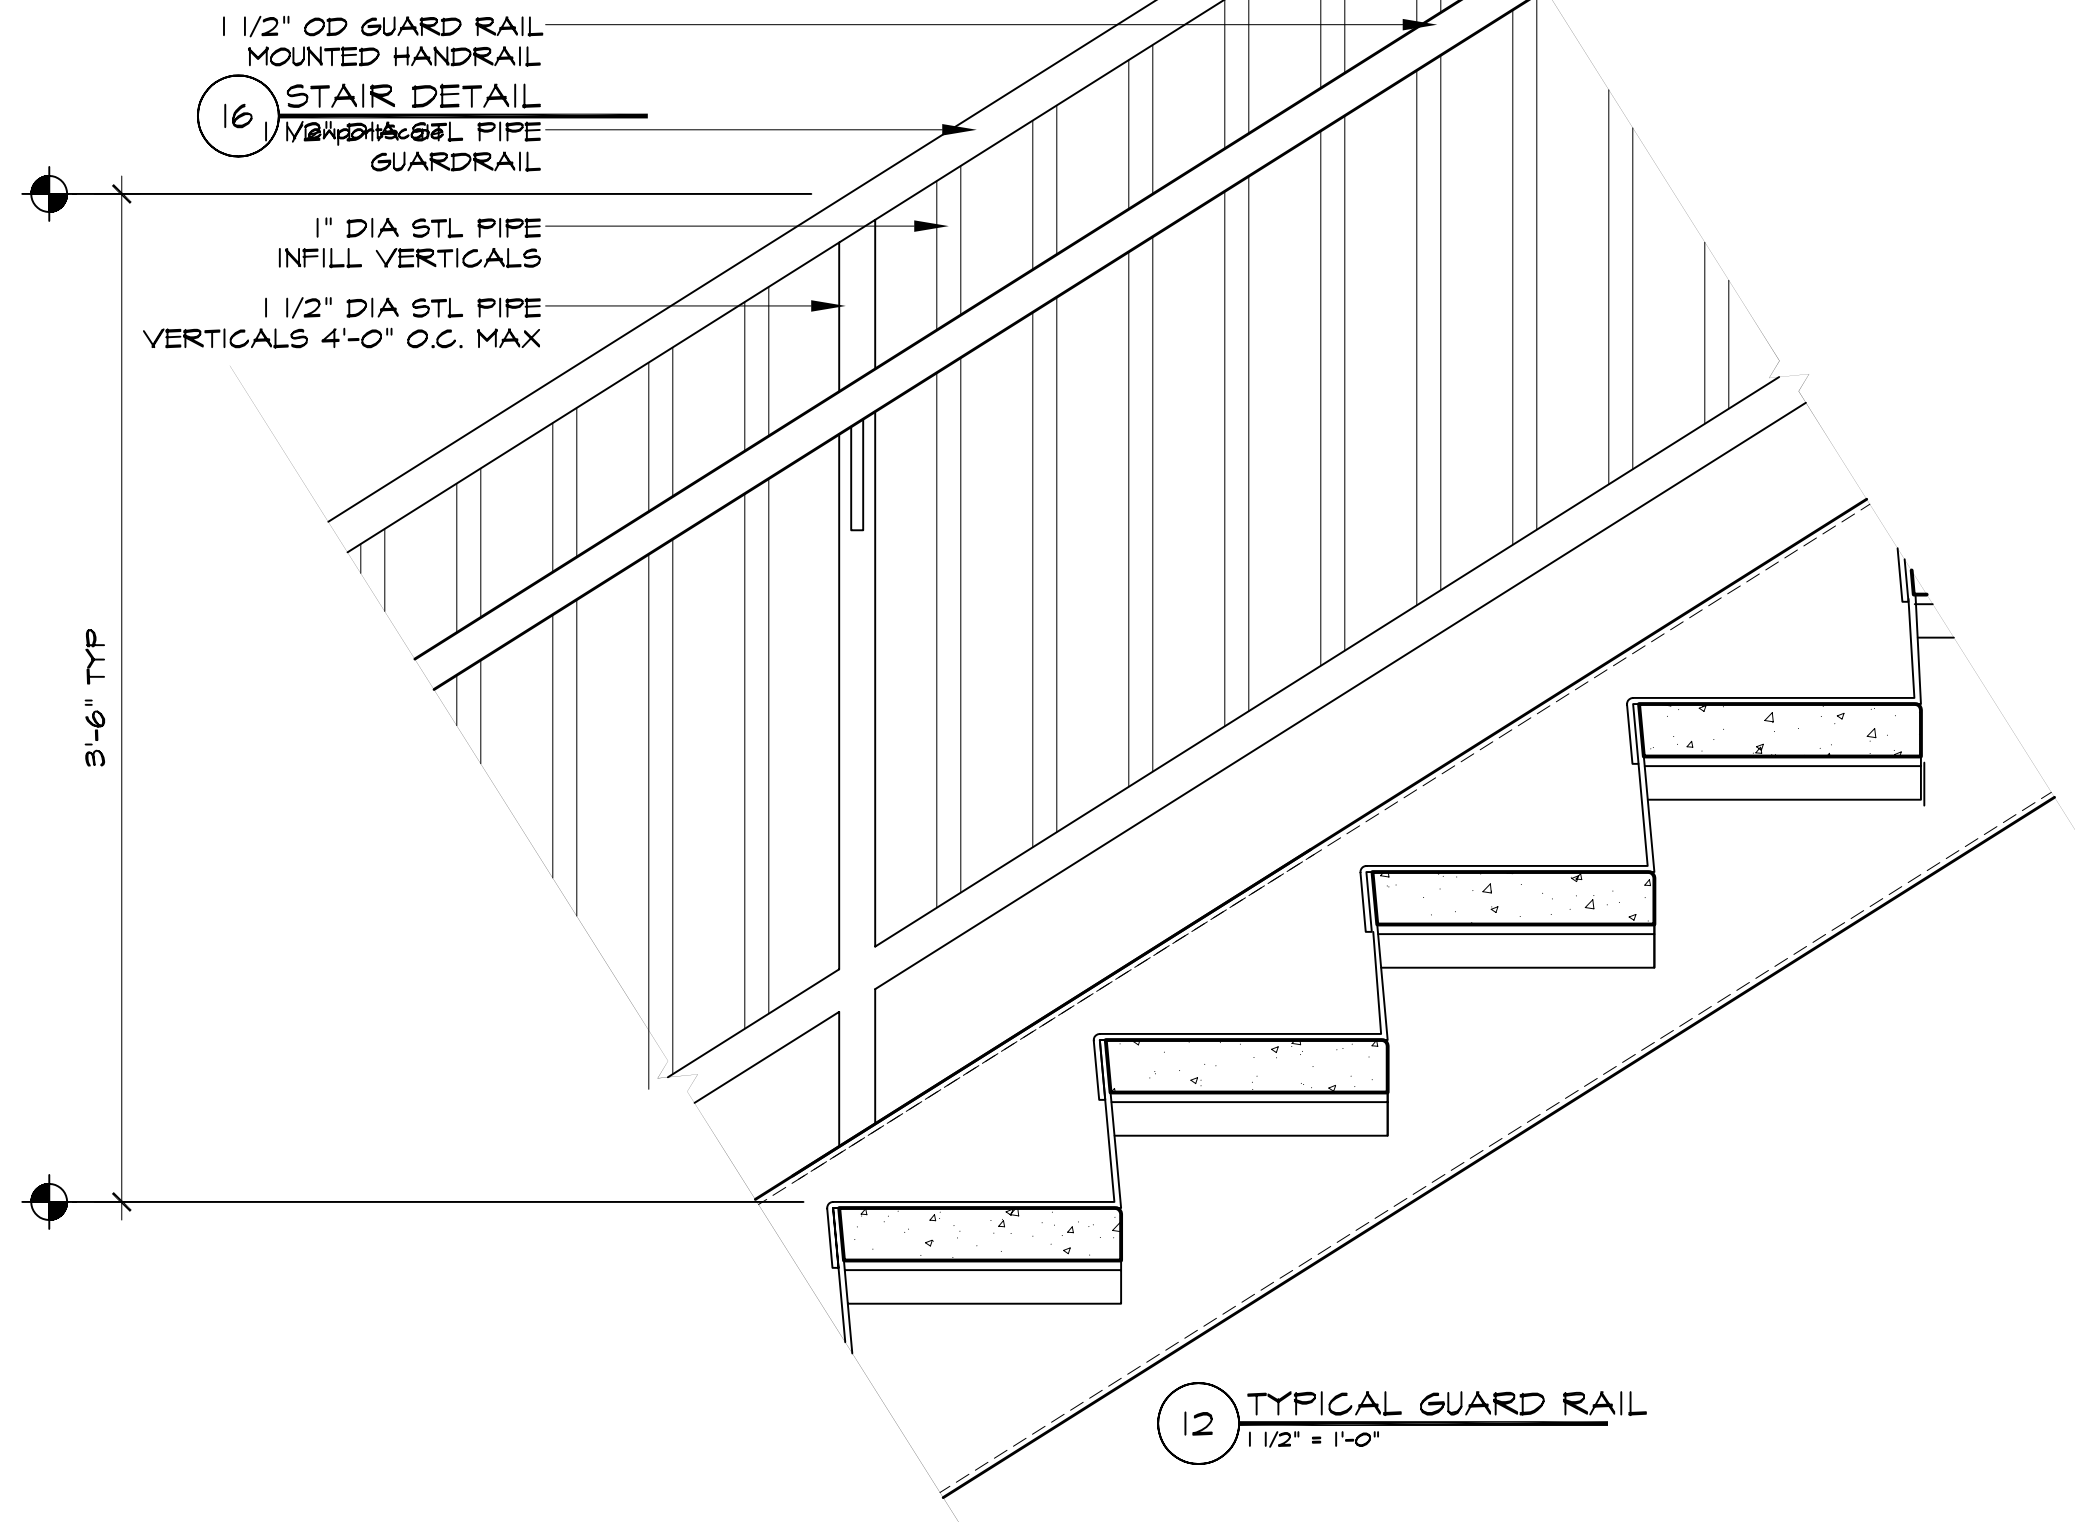 1 1/2" OD GUARD RAIL
MOUNTED HANDRAIL
16
STAIR DETAIL
Viewport Scale
1 1/2" DIA STL PIPE
GUARDRAIL
1" DIA STL PIPE
INFILL VERTICALS
1 1/2" DIA STL PIPE
VERTICALS 4'-0" O.C. MAX
3'-6" TYP
12
TYPICAL GUARD RAIL
1 1/2" = 1'-0"